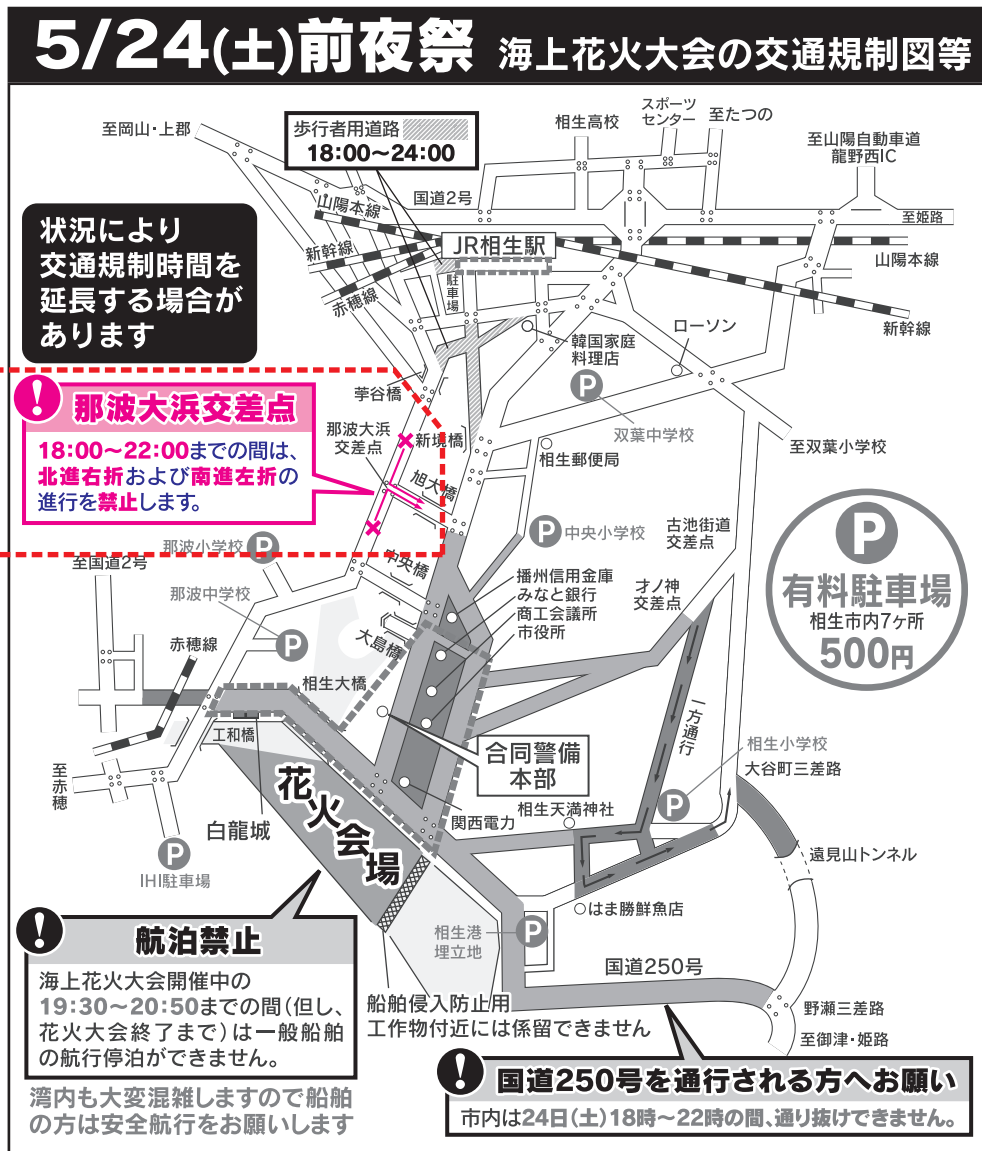 5/24(土)前夜祭 海上花火大会の交通規制図等
至岡山・上郡
歩行者用道路
18:00～24:00
相生高校
スポーツ
センター
至たつの
至山陽自動車道
龍野西IC
国道2号
山陽本線
至姫路
状況により
交通規制時間を
延長する場合が
あります
新幹線
JR相生駅
山陽本線
赤穂線
駐車場
新幹線
ローソン
韓国家庭
料理店
P
双葉中学校
苧谷橋
!
那波大浜交差点
18:00～22:00までの間は、
北進右折および南進左折の
進行を禁止します。
那波大浜
交差点
新境橋
旭大橋
相生郵便局
至双葉小学校
P
有料駐車場
相生市内7ヶ所
500円
那波小学校
P
P
中央小学校
古池街道
交差点
至国道2号
中央橋
播州信用金庫
みなと銀行
商工会議所
市役所
才ノ神
交差点
那波中学校
P
大島橋
赤穂線
相生大橋
一方通行
工和橋
合同警備
本部
相生小学校
P
大谷町三差路
至赤穂
花火会場
白龍城
関西電力
相生天満神社
P
IHI駐車場
遠見山トンネル
はま勝鮮魚店
!
航泊禁止
海上花火大会開催中の
19:30～20:50までの間(但し、
花火大会終了まで)は一般船舶
の航行停泊ができません。
湾内も大変混雑しますので船舶
の方は安全航行をお願いします
相生港
埋立地
P
国道250号
船舶侵入防止用
工作物付近には係留できません
野瀬三差路
至御津・姫路
!
国道250号を通行される方へお願い
市内は24日(土)18時～22時の間、通り抜けできません。